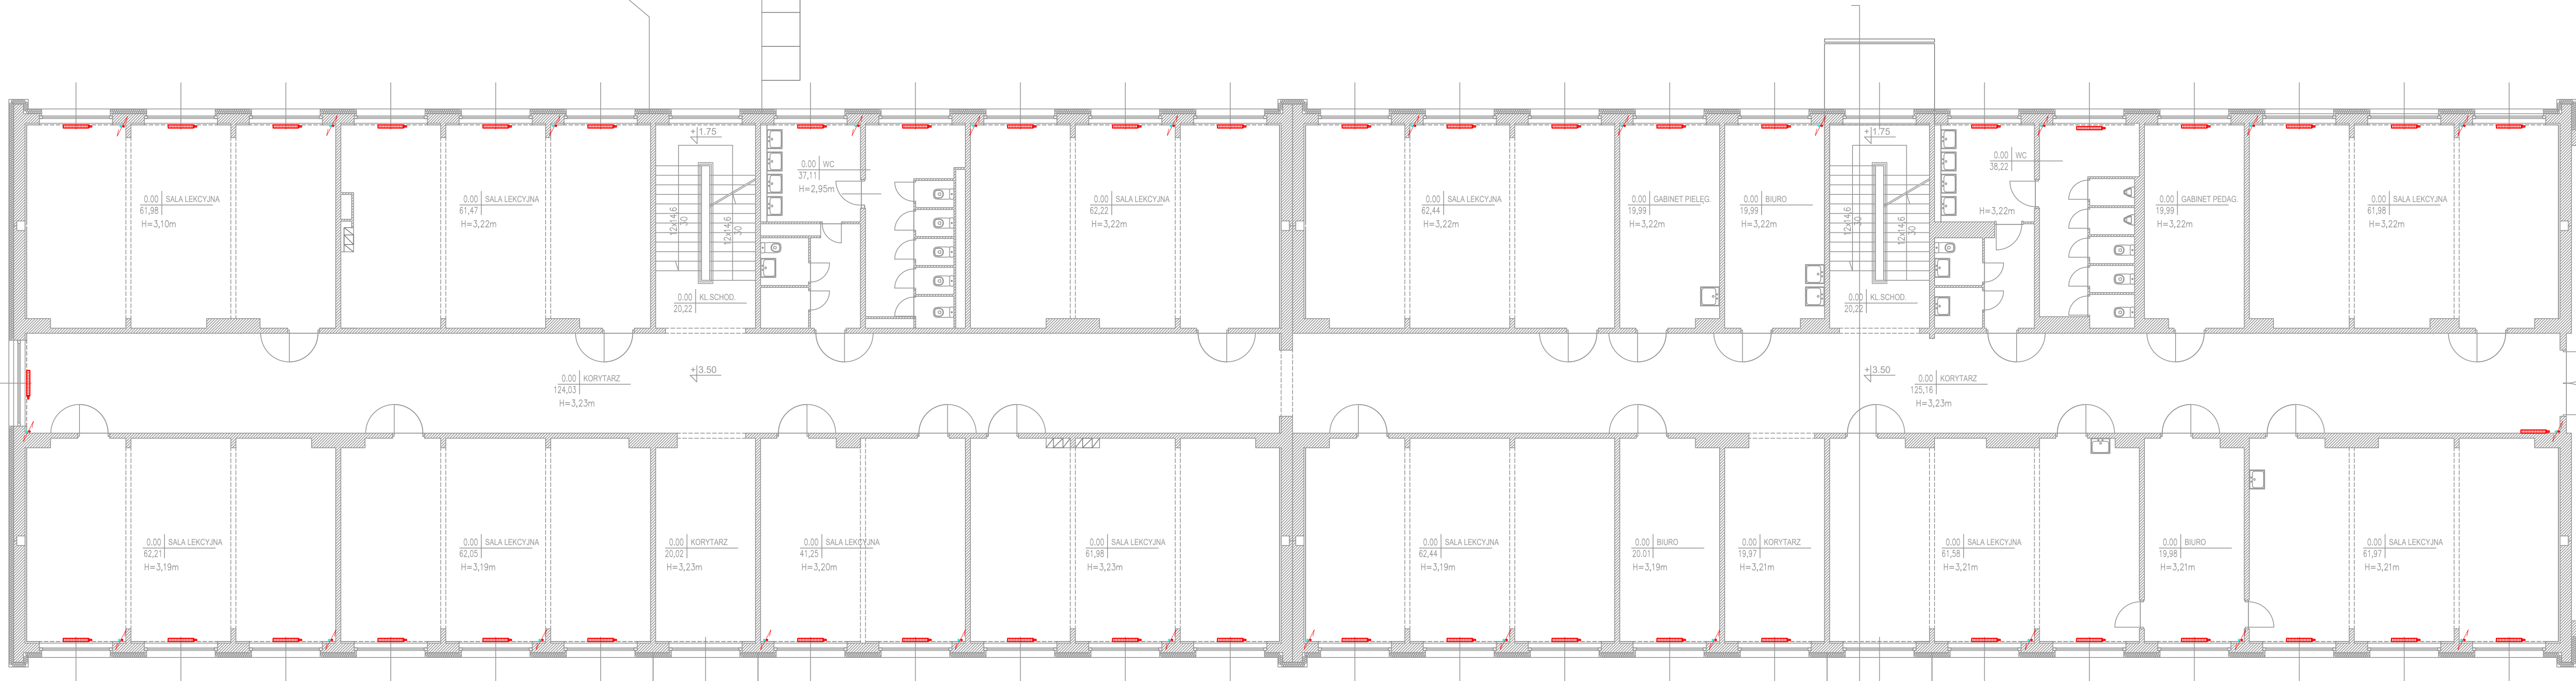 + 1.75
+ 1.75
0.00 WC
37,11
H=2,95m
0.00 WC
38,22
H=3,22m
0.00 SALA LEKCYJNA
61,98
H=3,10m
0.00 SALA LEKCYJNA
61,47
H=3,22m
12x14,6
30
12x14,6
30
0.00 SALA LEKCYJNA
62,22
H=3,22m
0.00 SALA LEKCYJNA
62,44
H=3,22m
0.00 GABINET PIELĘG.
19,99
H=3,22m
0.00 BIURO
19,99
H=3,22m
12x14,6
30
12x14,6
30
0.00 GABINET PEDAG.
19,99
H=3,22m
0.00 SALA LEKCYJNA
61,98
H=3,22m
0.00 KL.SCHOD.
20,22
0.00 KL.SCHOD.
20,22
0.00 KORYTARZ
124,03
H=3,23m
+ 3.50
+ 3.50
0.00 KORYTARZ
125,16
H=3,23m
0.00 SALA LEKCYJNA
62,21
H=3,19m
0.00 SALA LEKCYJNA
62,05
H=3,19m
0.00 KORYTARZ
20,02
H=3,23m
0.00 SALA LEKCYJNA
41,25
H=3,20m
0.00 SALA LEKCYJNA
61,98
H=3,23m
0.00 SALA LEKCYJNA
62,44
H=3,19m
0.00 BIURO
20.01
H=3,19m
0.00 KORYTARZ
19,97
H=3,21m
0.00 SALA LEKCYJNA
61,58
H=3,21m
0.00 BIURO
19,98
H=3,21m
0.00 SALA LEKCYJNA
61,97
H=3,21m